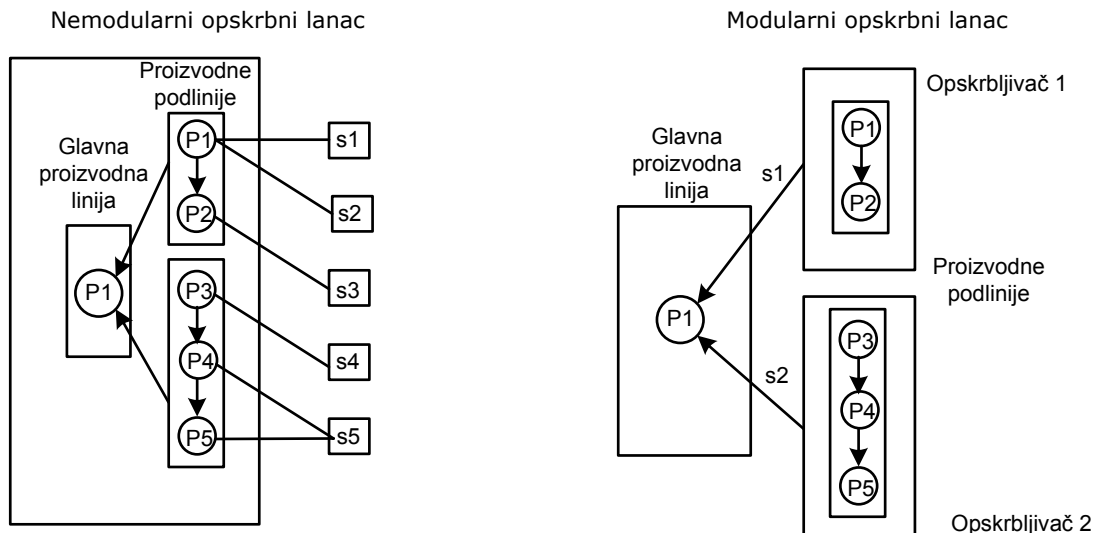 Nemodularni opskrbni lanac
Proizvodne
podlinije
Glavna
proizvodna
linija
P1
P2
P1
P3
P4
P5
s1
s2
s3
s4
s5
Modularni opskrbni lanac
Opskrbljivač 1
Glavna
proizvodna
linija
s1
P1
P2
Proizvodne
podlinije
P1
s2
P3
P4
P5
Opskrbljivač 2